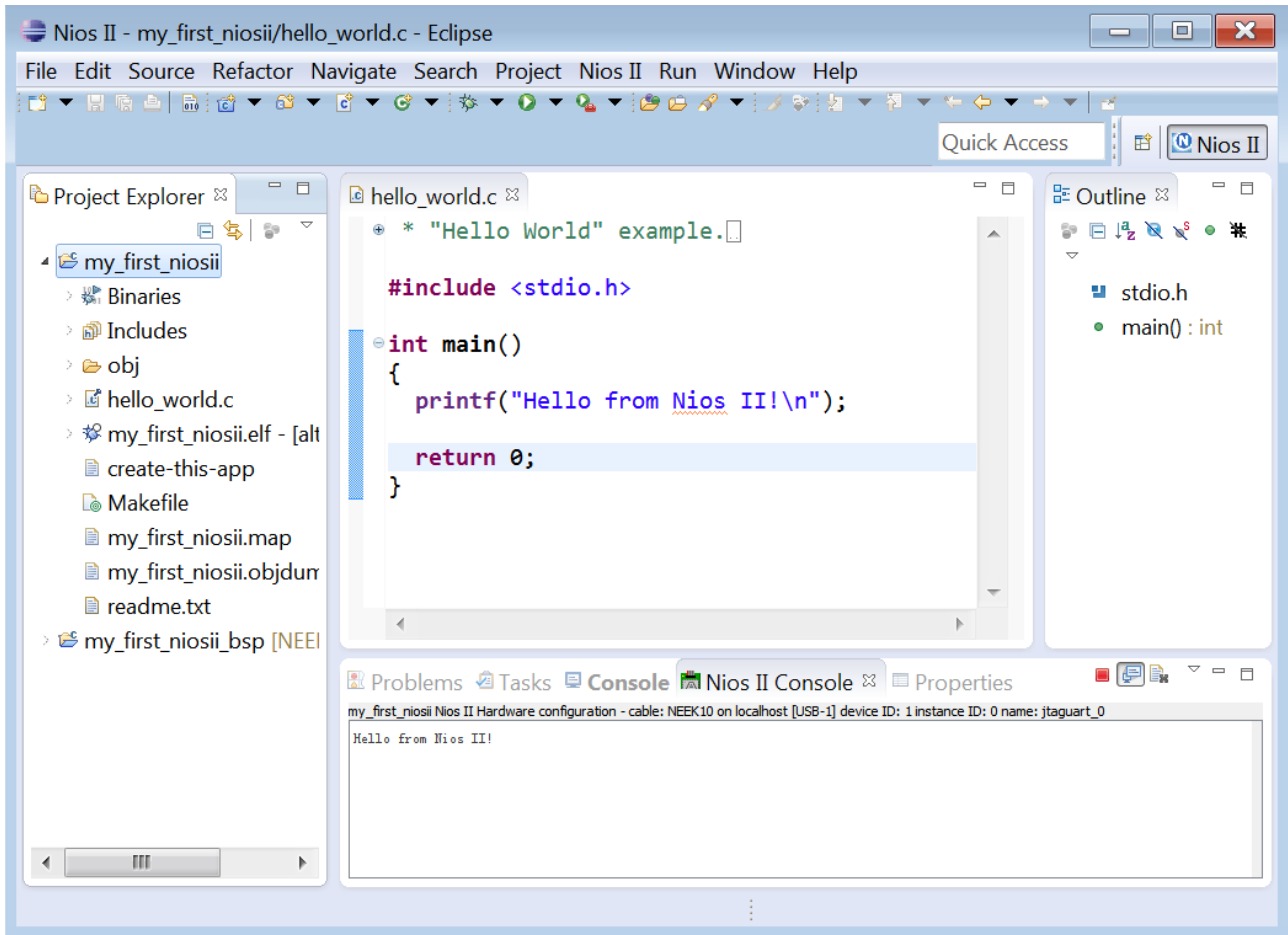 Nios II - my_first_niosii/hello_world.c - Eclipse
File Edit Source Refactor Navigate Search Project Nios II Run Window Help
Quick Access
Nios II
Project Explorer
my_first_niosii
Binaries
Includes
obj
hello_world.c
my_first_niosii.elf - [alt
create-this-app
Makefile
my_first_niosii.map
my_first_niosii.objdum
readme.txt
my_first_niosii_bsp [NEEI
hello_world.c
* "Hello World" example.
#include <stdio.h>
int main()
{
printf("Hello from Nios II!\n");
return 0;
}
Outline
stdio.h
main() : int
Problems Tasks Console Nios II Console Properties
my_first_niosii Nios II Hardware configuration - cable: NEEK10 on localhost [USB-1] device ID: 1 instance ID: 0 name: jtaguart_0
Hello from Nios II!